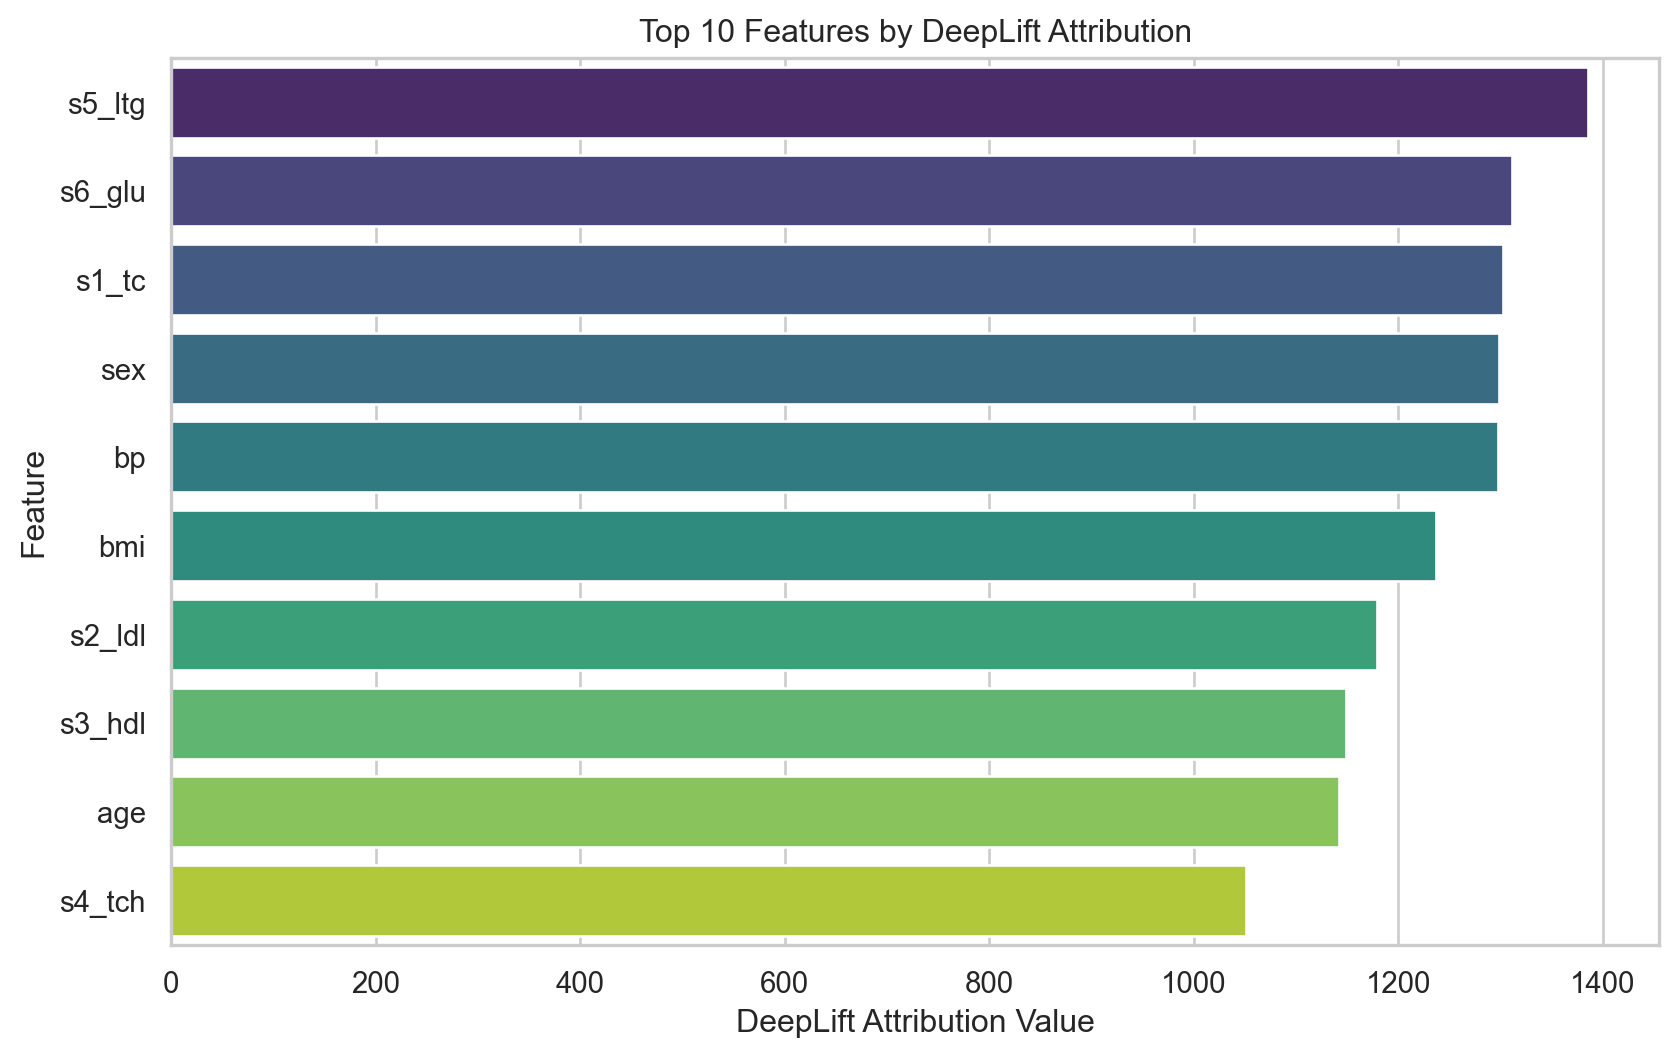 Top 10 Features by DeepLift Attribution
s5_ltg
s6_glu
s1_tc
sex
bp
bmi
s2_ldl
s3_hdl
age
s4_tch
Feature
0 200 400 600 800 1000 1200 1400
DeepLift Attribution Value